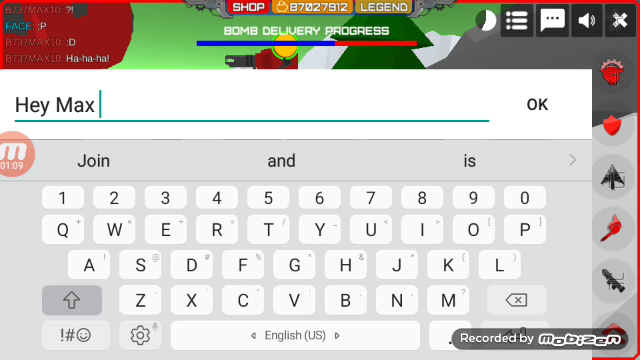 B737MAX10: ?!
FACE: :P
B737MAX10: :D
B737MAX10: Ha-ha-ha!
SHOP 87027912 LEGEND
BOMB DELIVERY PROGRESS
Hey Max
OK
01:09
Join and is
1 2 3 4 5 6 7 8 9 0
Q W E R T Y U I O P
A S D F G H J K L
Z X C V B N M
!#☺ English (US) .
Recorded by MOBIZEN